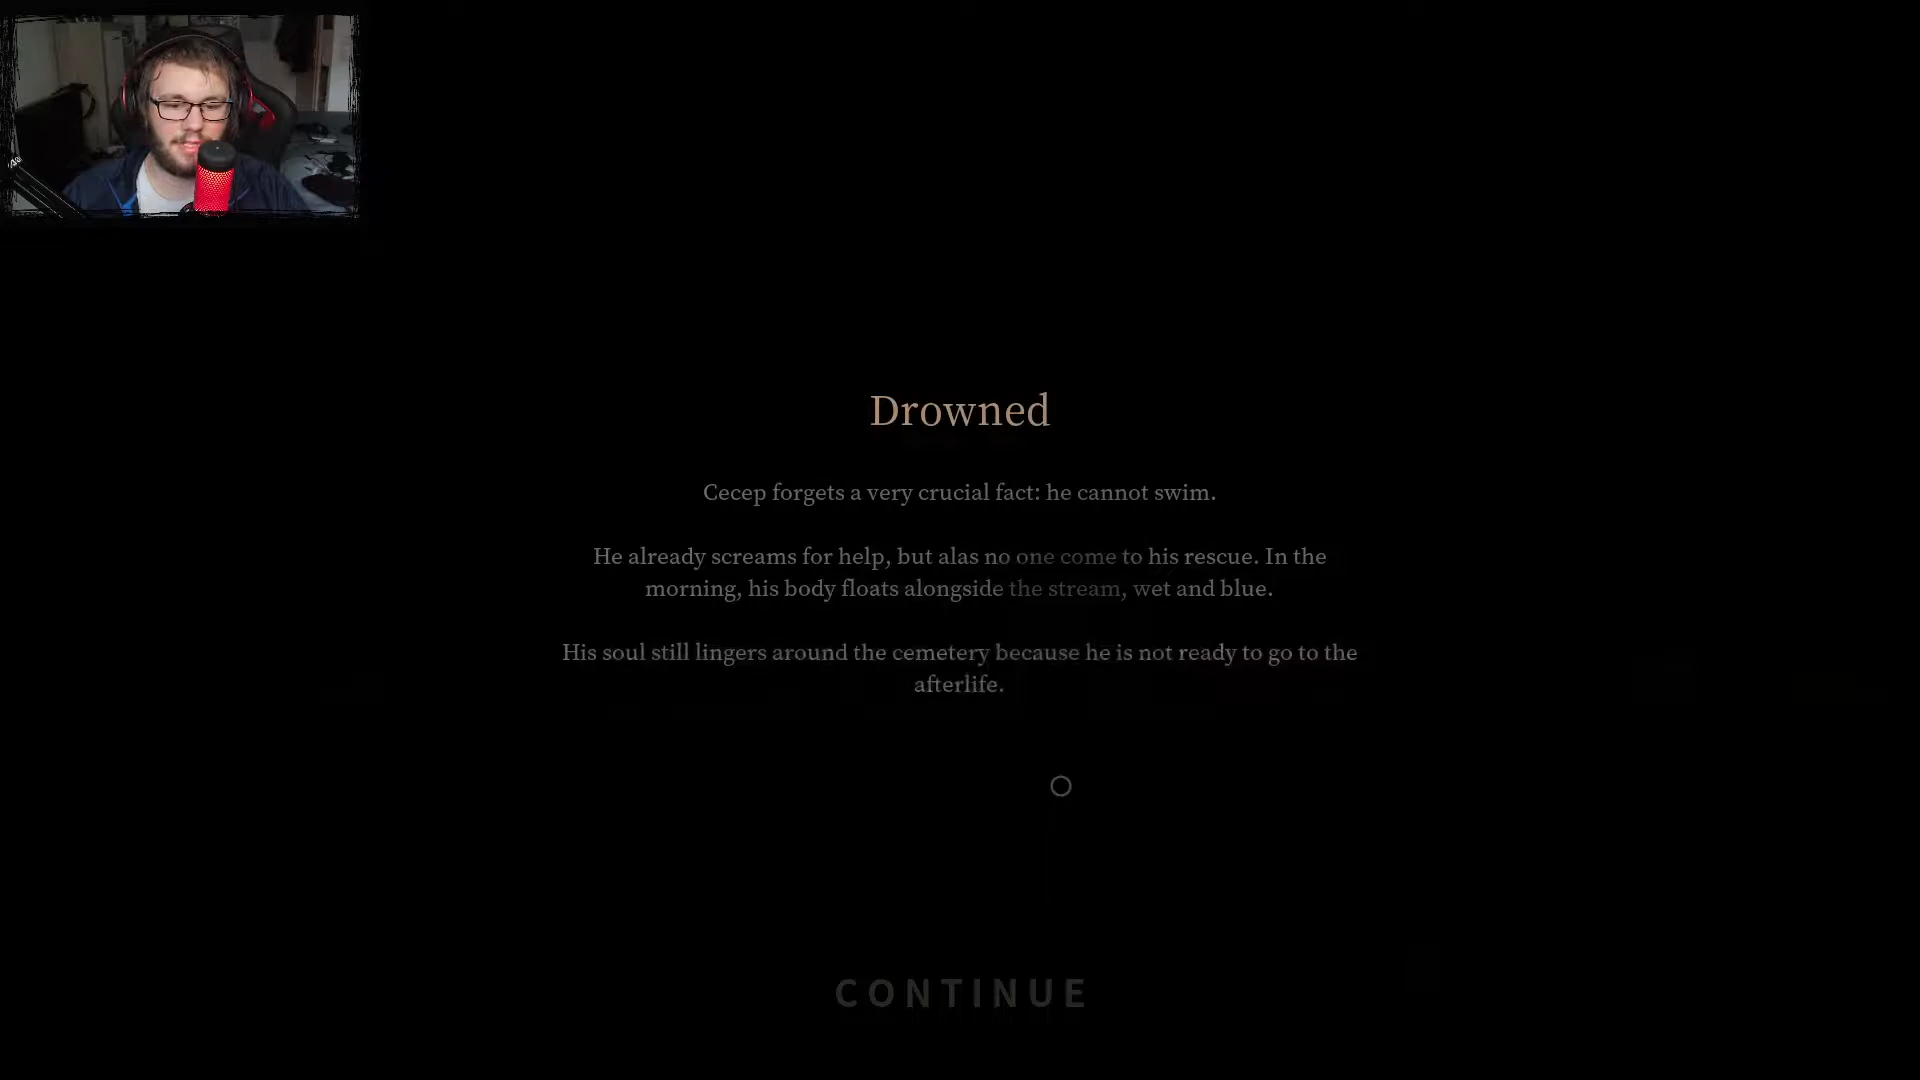 Drowned
Cecep forgets a very crucial fact: he cannot swim.
He already screams for help, but alas no one come to his rescue. In the
morning, his body floats alongside the stream, wet and blue.
His soul still lingers around the cemetery because he is not ready to go to the
afterlife.
CONTINUE